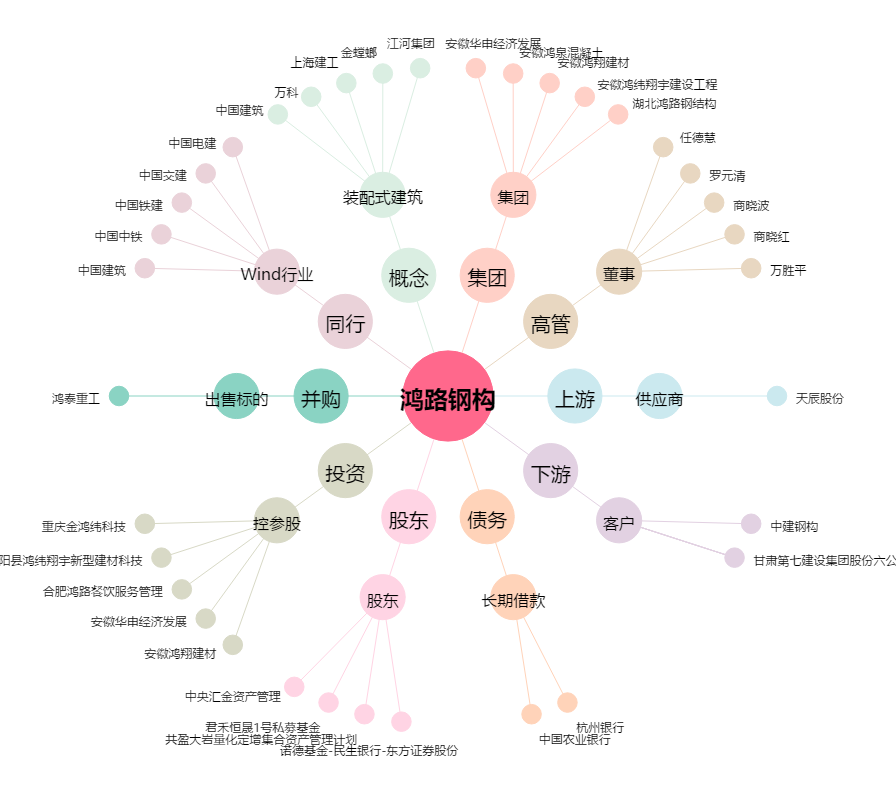 江河集团
安徽华申经济发展
金螳螂
安徽鸿泉混凝土
上海建工
安徽鸿翔建材
万科
安徽鸿纬翔宇建设工程
中国建筑
湖北鸿路钢结构
中国电建
任德慧
中国交建
罗元清
装配式建筑
集团
中国铁建
商晓波
中国中铁
商晓红
中国建筑
Wind行业
概念
集团
董事
万胜平
同行
高管
鸿泰重工
出售标的
并购
鸿路钢构
上游
供应商
天辰股份
投资
下游
重庆金鸿纬科技
控参股
股东
债务
客户
中建钢构
阳县鸿纬翔宇新型建材科技
甘肃第七建设集团股份六公
合肥鸿路餐饮服务管理
股东
长期借款
安徽华申经济发展
安徽鸿翔建材
中央汇金资产管理
君禾恒晟1号私募基金
杭州银行
共盈大岩量化定增集合资产管理计划
中国农业银行
诺德基金-民生银行-东方证券股份